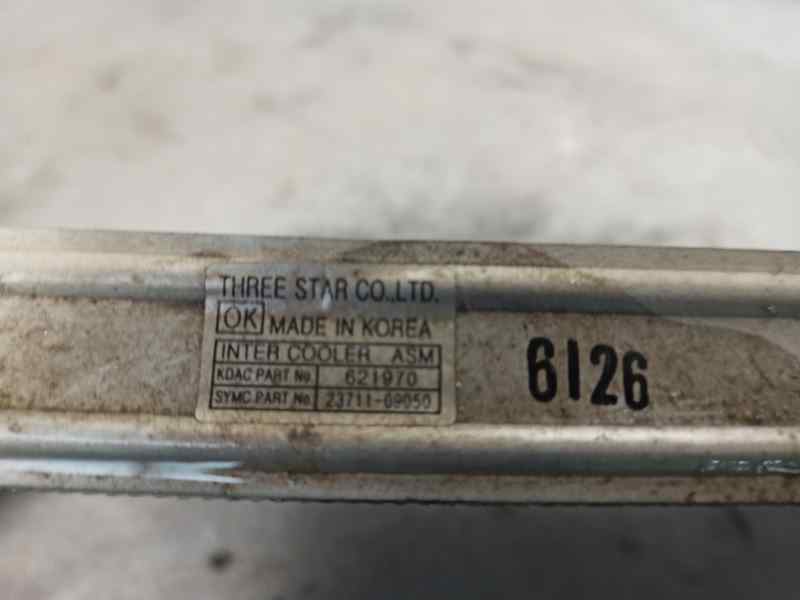 THREE STAR CO.,LTD.
OK MADE IN KOREA
INTER COOLER ASM
KDAC PART No 621970
SYMC PART No 23711-09050
6126